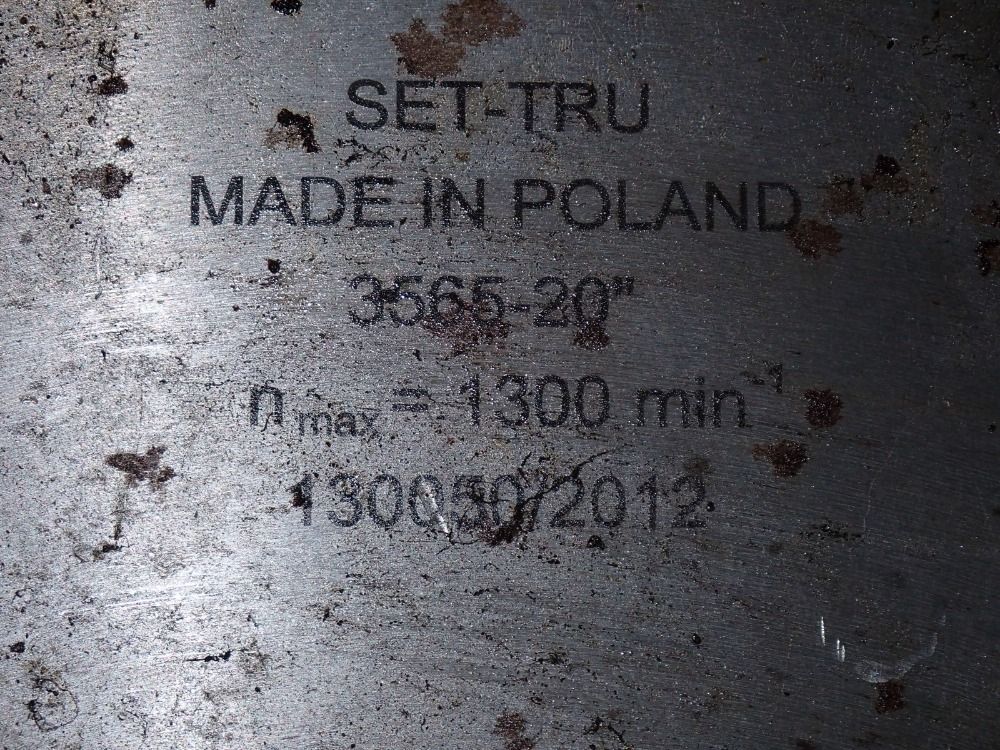 SET-TRU
MADE IN POLAND
3565-20"
n max = 1300 min⁻¹
130050/2012